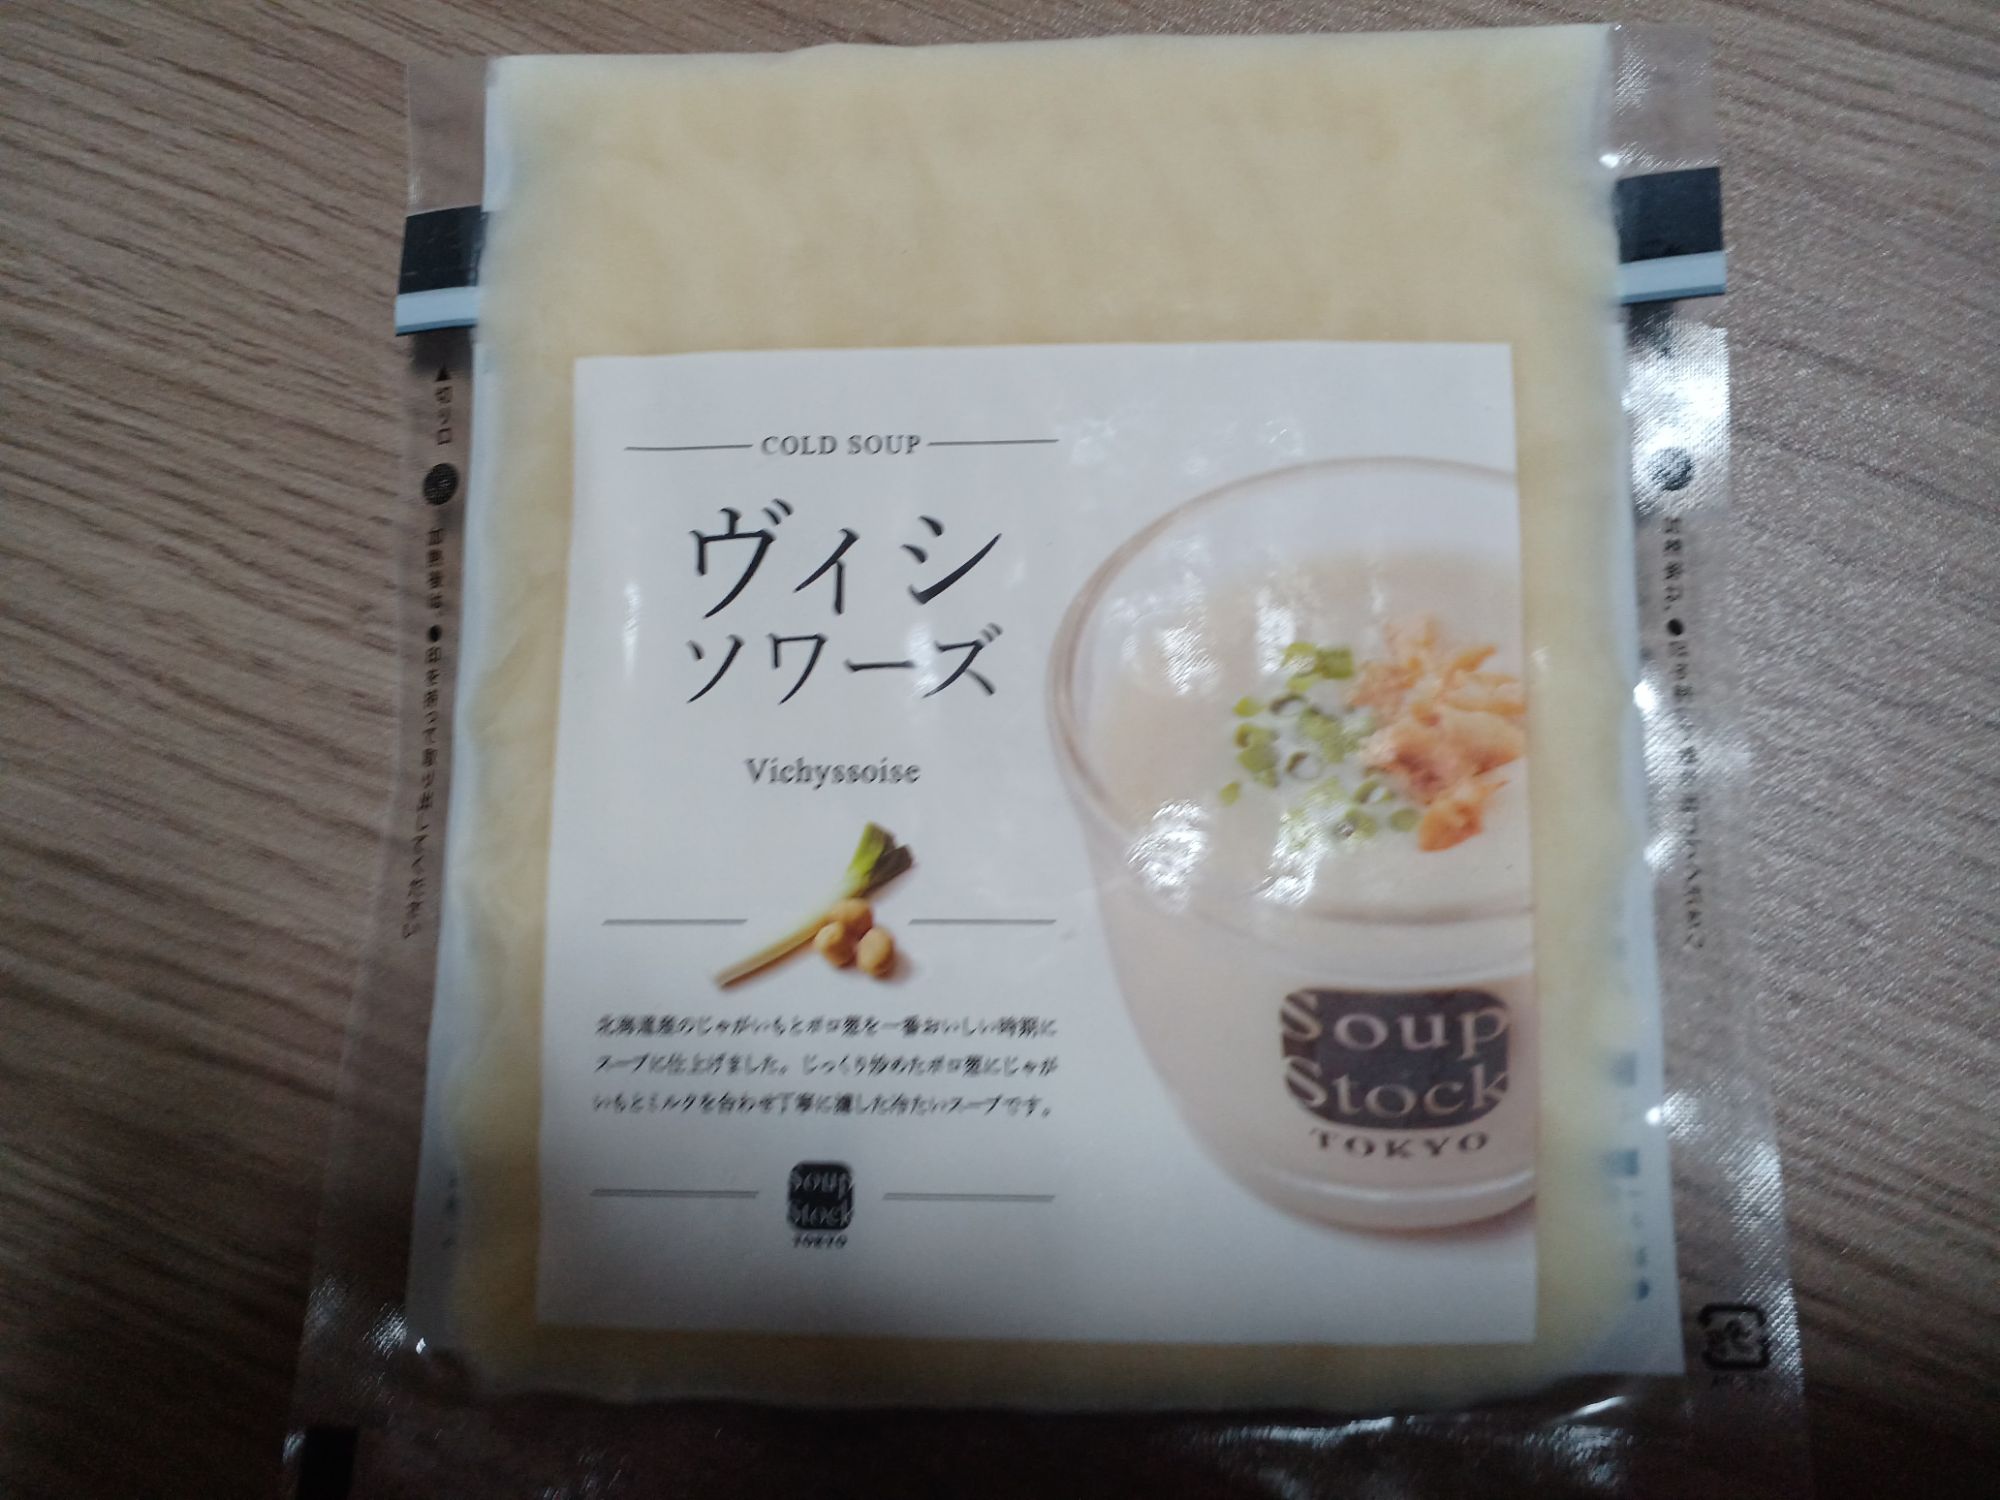 COLD SOUP
ヴィシ
ソワーズ
Vichyssoise
北海道産のじゃがいもとポロ葱を一番おいしい時期に
スープに仕上げました。じっくり炒めたポロ葱にじゃが
いもとミルクを合わせ丁寧に漉した冷たいスープです。
Soup
Stock
TOKYO
Soup
Stock
TOKYO
▲切り口